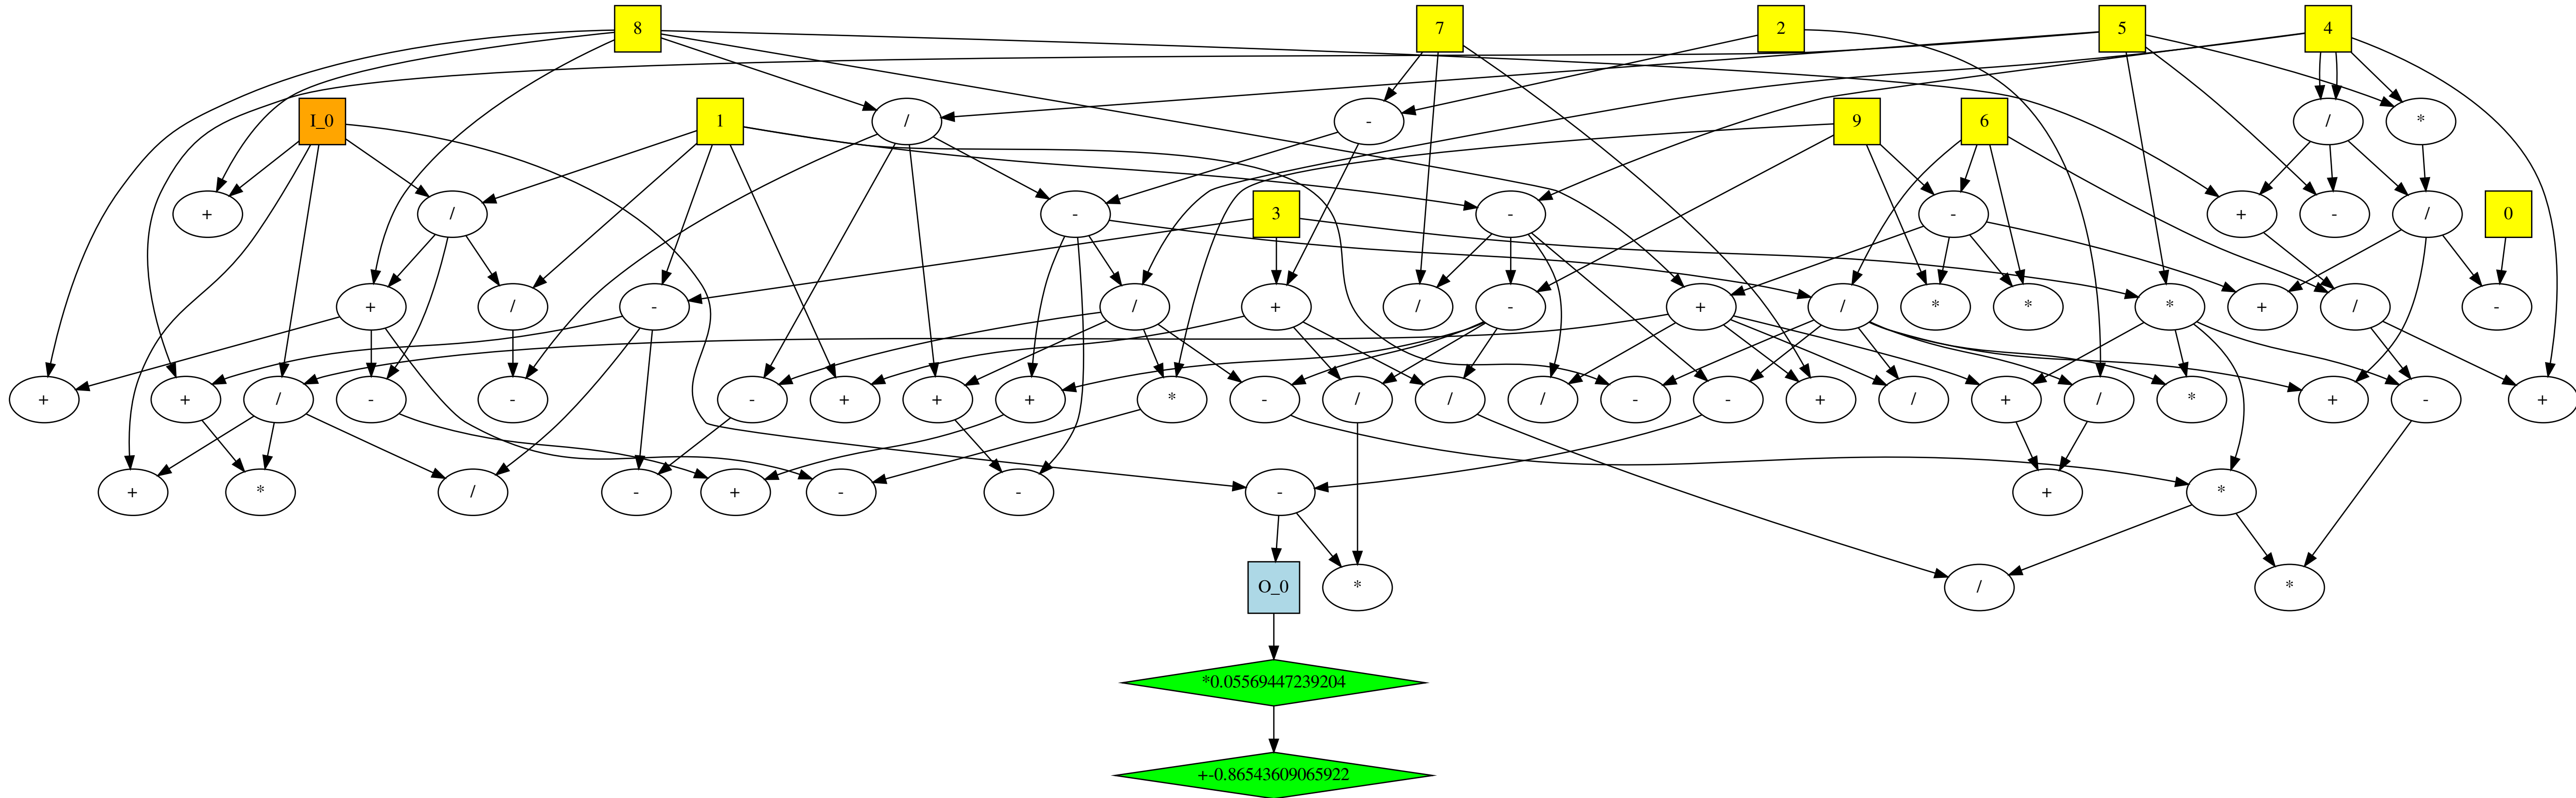 8 7 2 5 4
I_0 1 / - 9 6 / *
+ / - 3 - - + - / 0
+ / - / + / - + / * * * + / -
+ + / - - - + + + * - / / / - - + / + / * + - +
+ * / - + - - - + *
O_0 * / *
*0.05569447239204
+-0.86543609065922